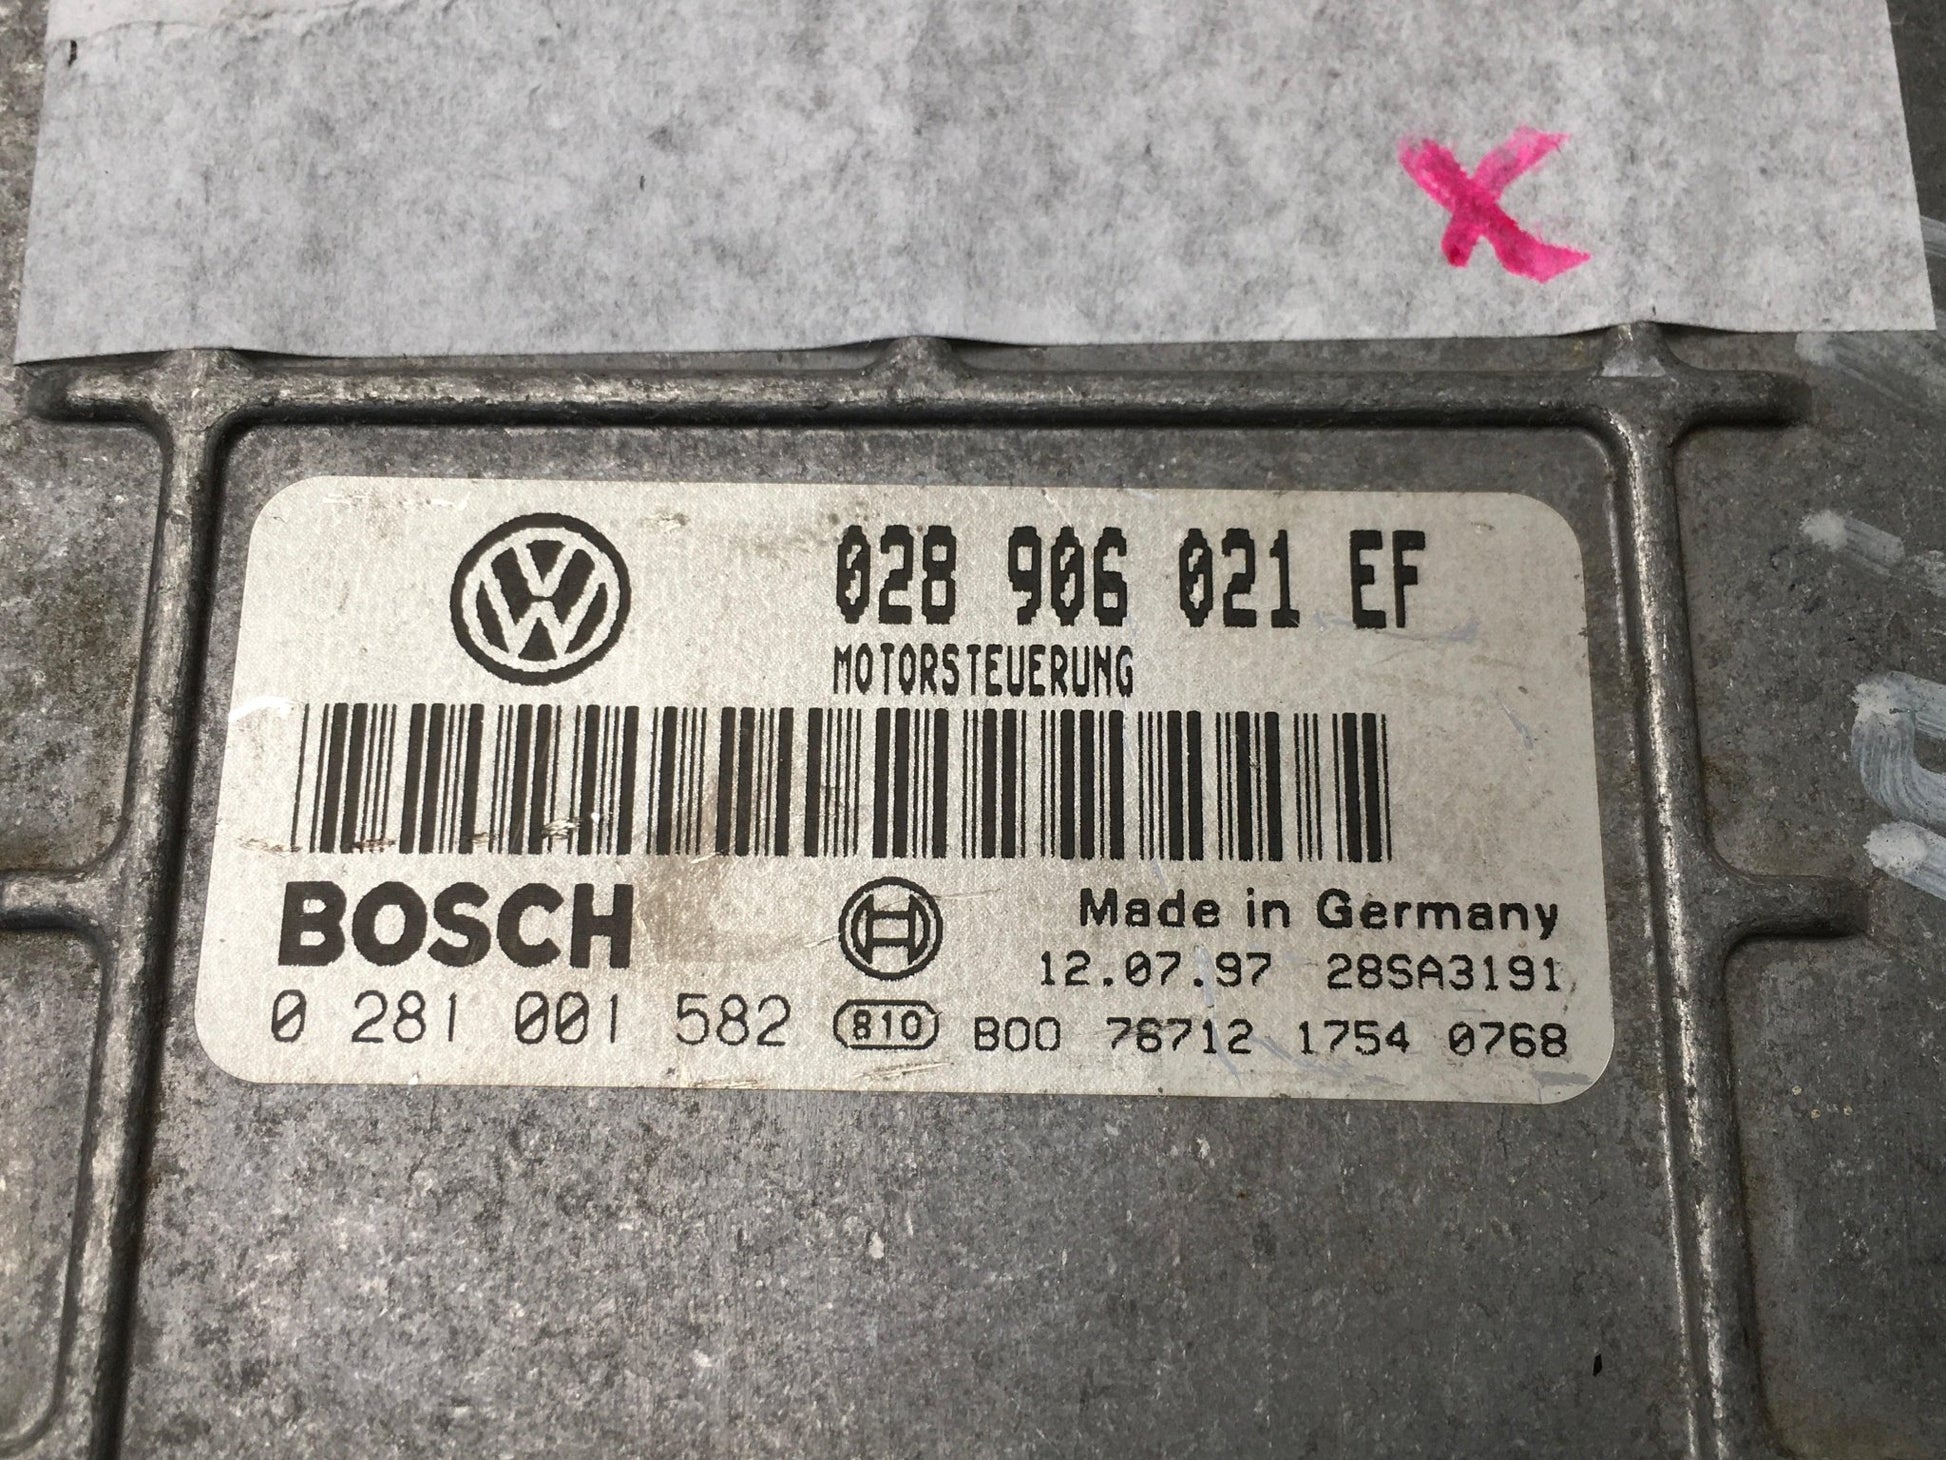 X
028 906 021 EF
MOTORSTEUERUNG
BOSCH
Made in Germany
12.07.97 28SA3191
0 281 001 582 810 B00 76712 1754 0768